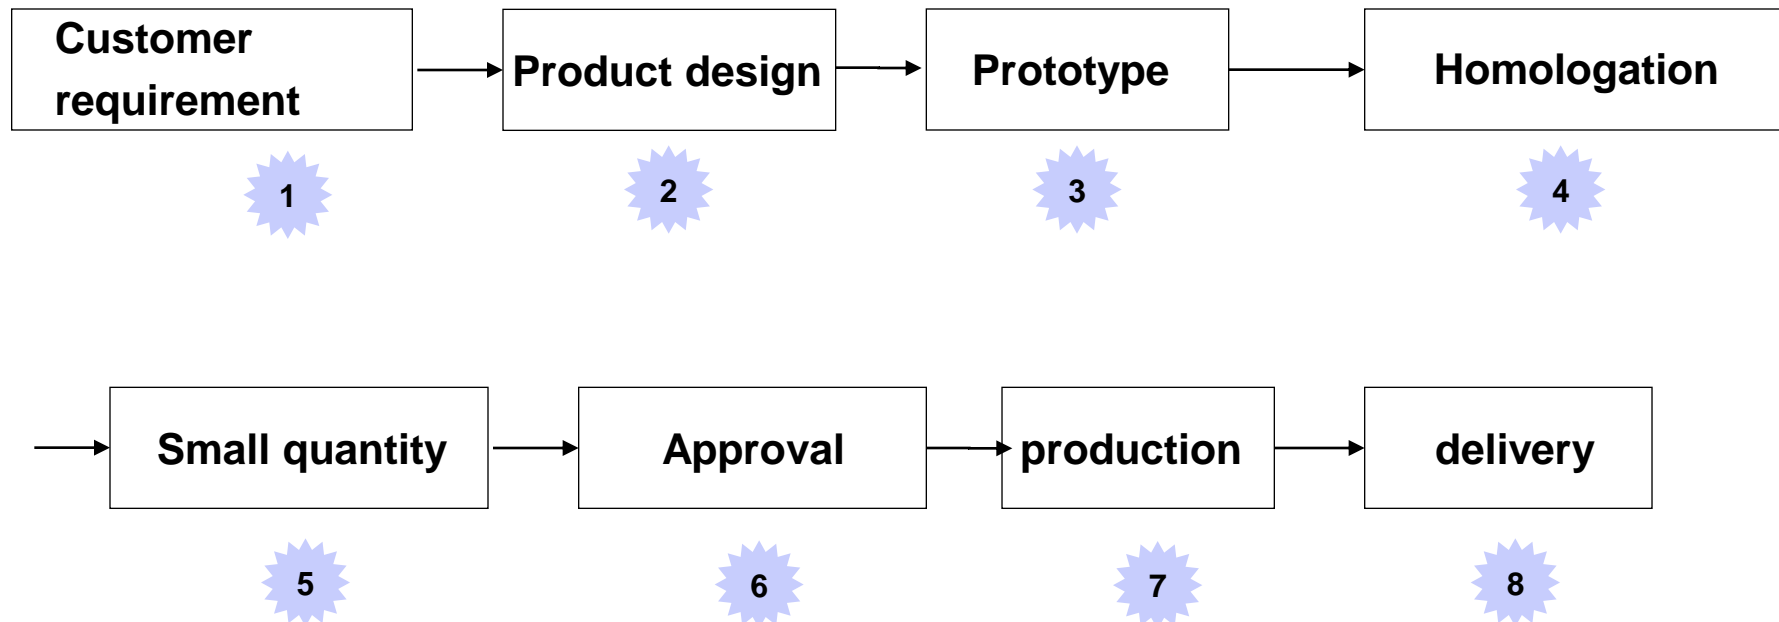 Customer
requirement
Product design
Prototype
Homologation
1
2
3
4
Small quantity
Approval
production
delivery
5
6
7
8